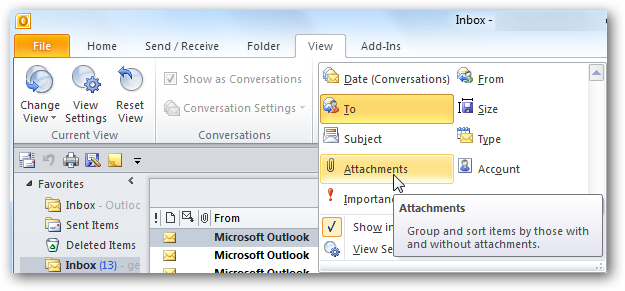 Inbox -
File Home Send / Receive Folder View Add-Ins
Change View
View Settings
Reset View
Current View
Show as Conversations
Conversation Settings
Conversations
Date (Conversations) From
To Size
Subject Type
Attachments Account
Importanc
Show in
View Se
Attachments
Group and sort items by those with
and without attachments.
Favorites
Inbox - Outloo
Sent Items
Deleted Items
Inbox (13) - ge
From
Microsoft Outlook
Microsoft Outlook
Microsoft Outlook